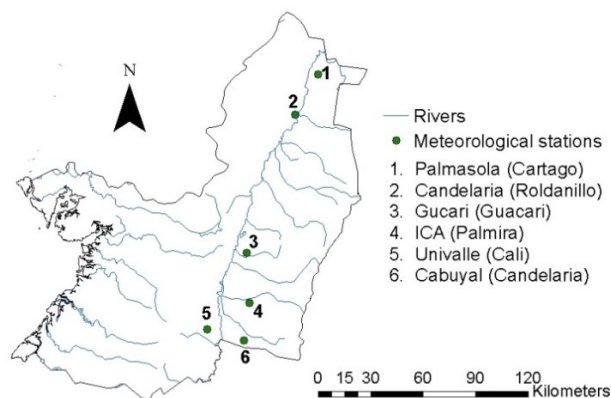 N
1
2
3
4
5
6
Rivers
Meteorological stations
1. Palmasola (Cartago)
2. Candelaria (Roldanillo)
3. Gucari (Guacari)
4. ICA (Palmira)
5. Univalle (Cali)
6. Cabuyal (Candelaria)
0 15 30 60 90 120
Kilometers